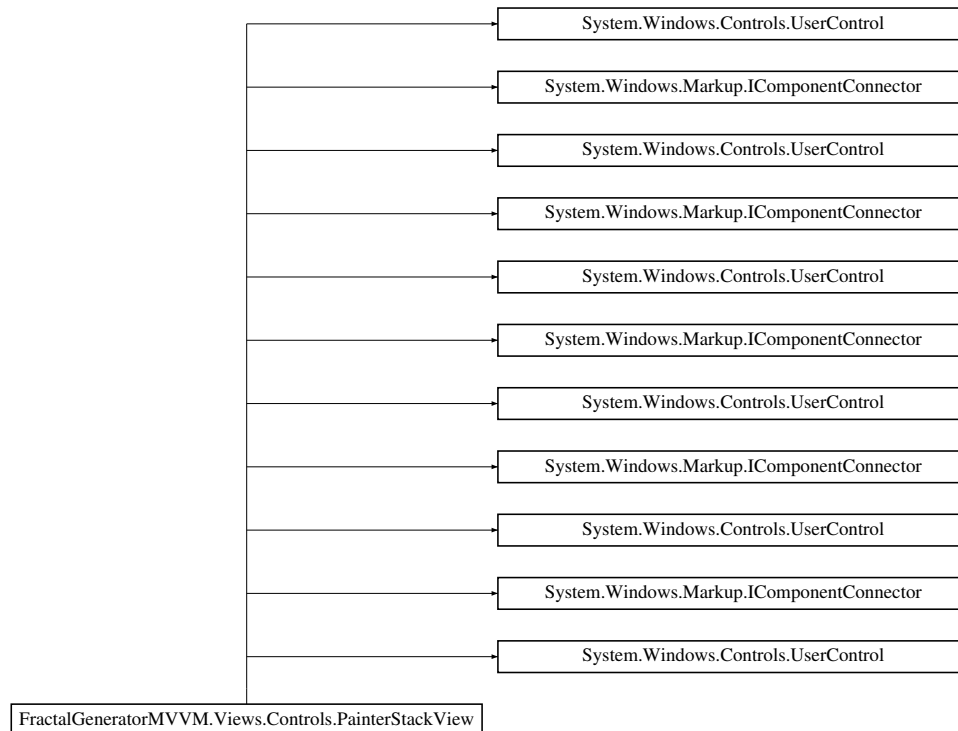 System.Windows.Controls.UserControl
System.Windows.Markup.IComponentConnector
System.Windows.Controls.UserControl
System.Windows.Markup.IComponentConnector
System.Windows.Controls.UserControl
System.Windows.Markup.IComponentConnector
System.Windows.Controls.UserControl
System.Windows.Markup.IComponentConnector
System.Windows.Controls.UserControl
System.Windows.Markup.IComponentConnector
System.Windows.Controls.UserControl
FractalGeneratorMVVM.Views.Controls.PainterStackView